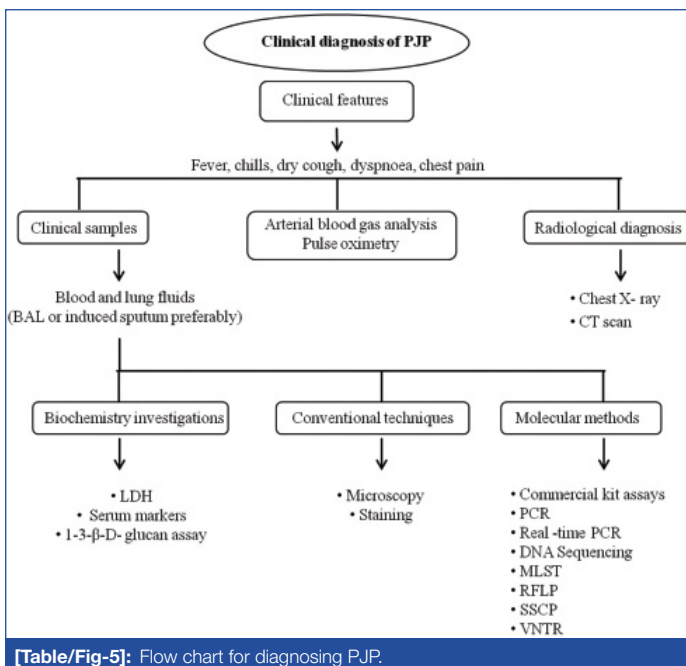 Clinical diagnosis of PJP
Clinical features
Fever, chills, dry cough, dyspnoea, chest pain
Clinical samples
Arterial blood gas analysis
Pulse oximetry
Radiological diagnosis
Blood and lung fluids
(BAL or induced sputum preferably)
• Chest X- ray
• CT scan
Biochemistry investigations
Conventional techniques
Molecular methods
• LDH
• Serum markers
• 1-3-β-D- glucan assay
• Microscopy
• Staining
• Commercial kit assays
• PCR
• Real -time PCR
• DNA Sequencing
• MLST
• RFLP
• SSCP
• VNTR
[Table/Fig-5]: Flow chart for diagnosing PJP.